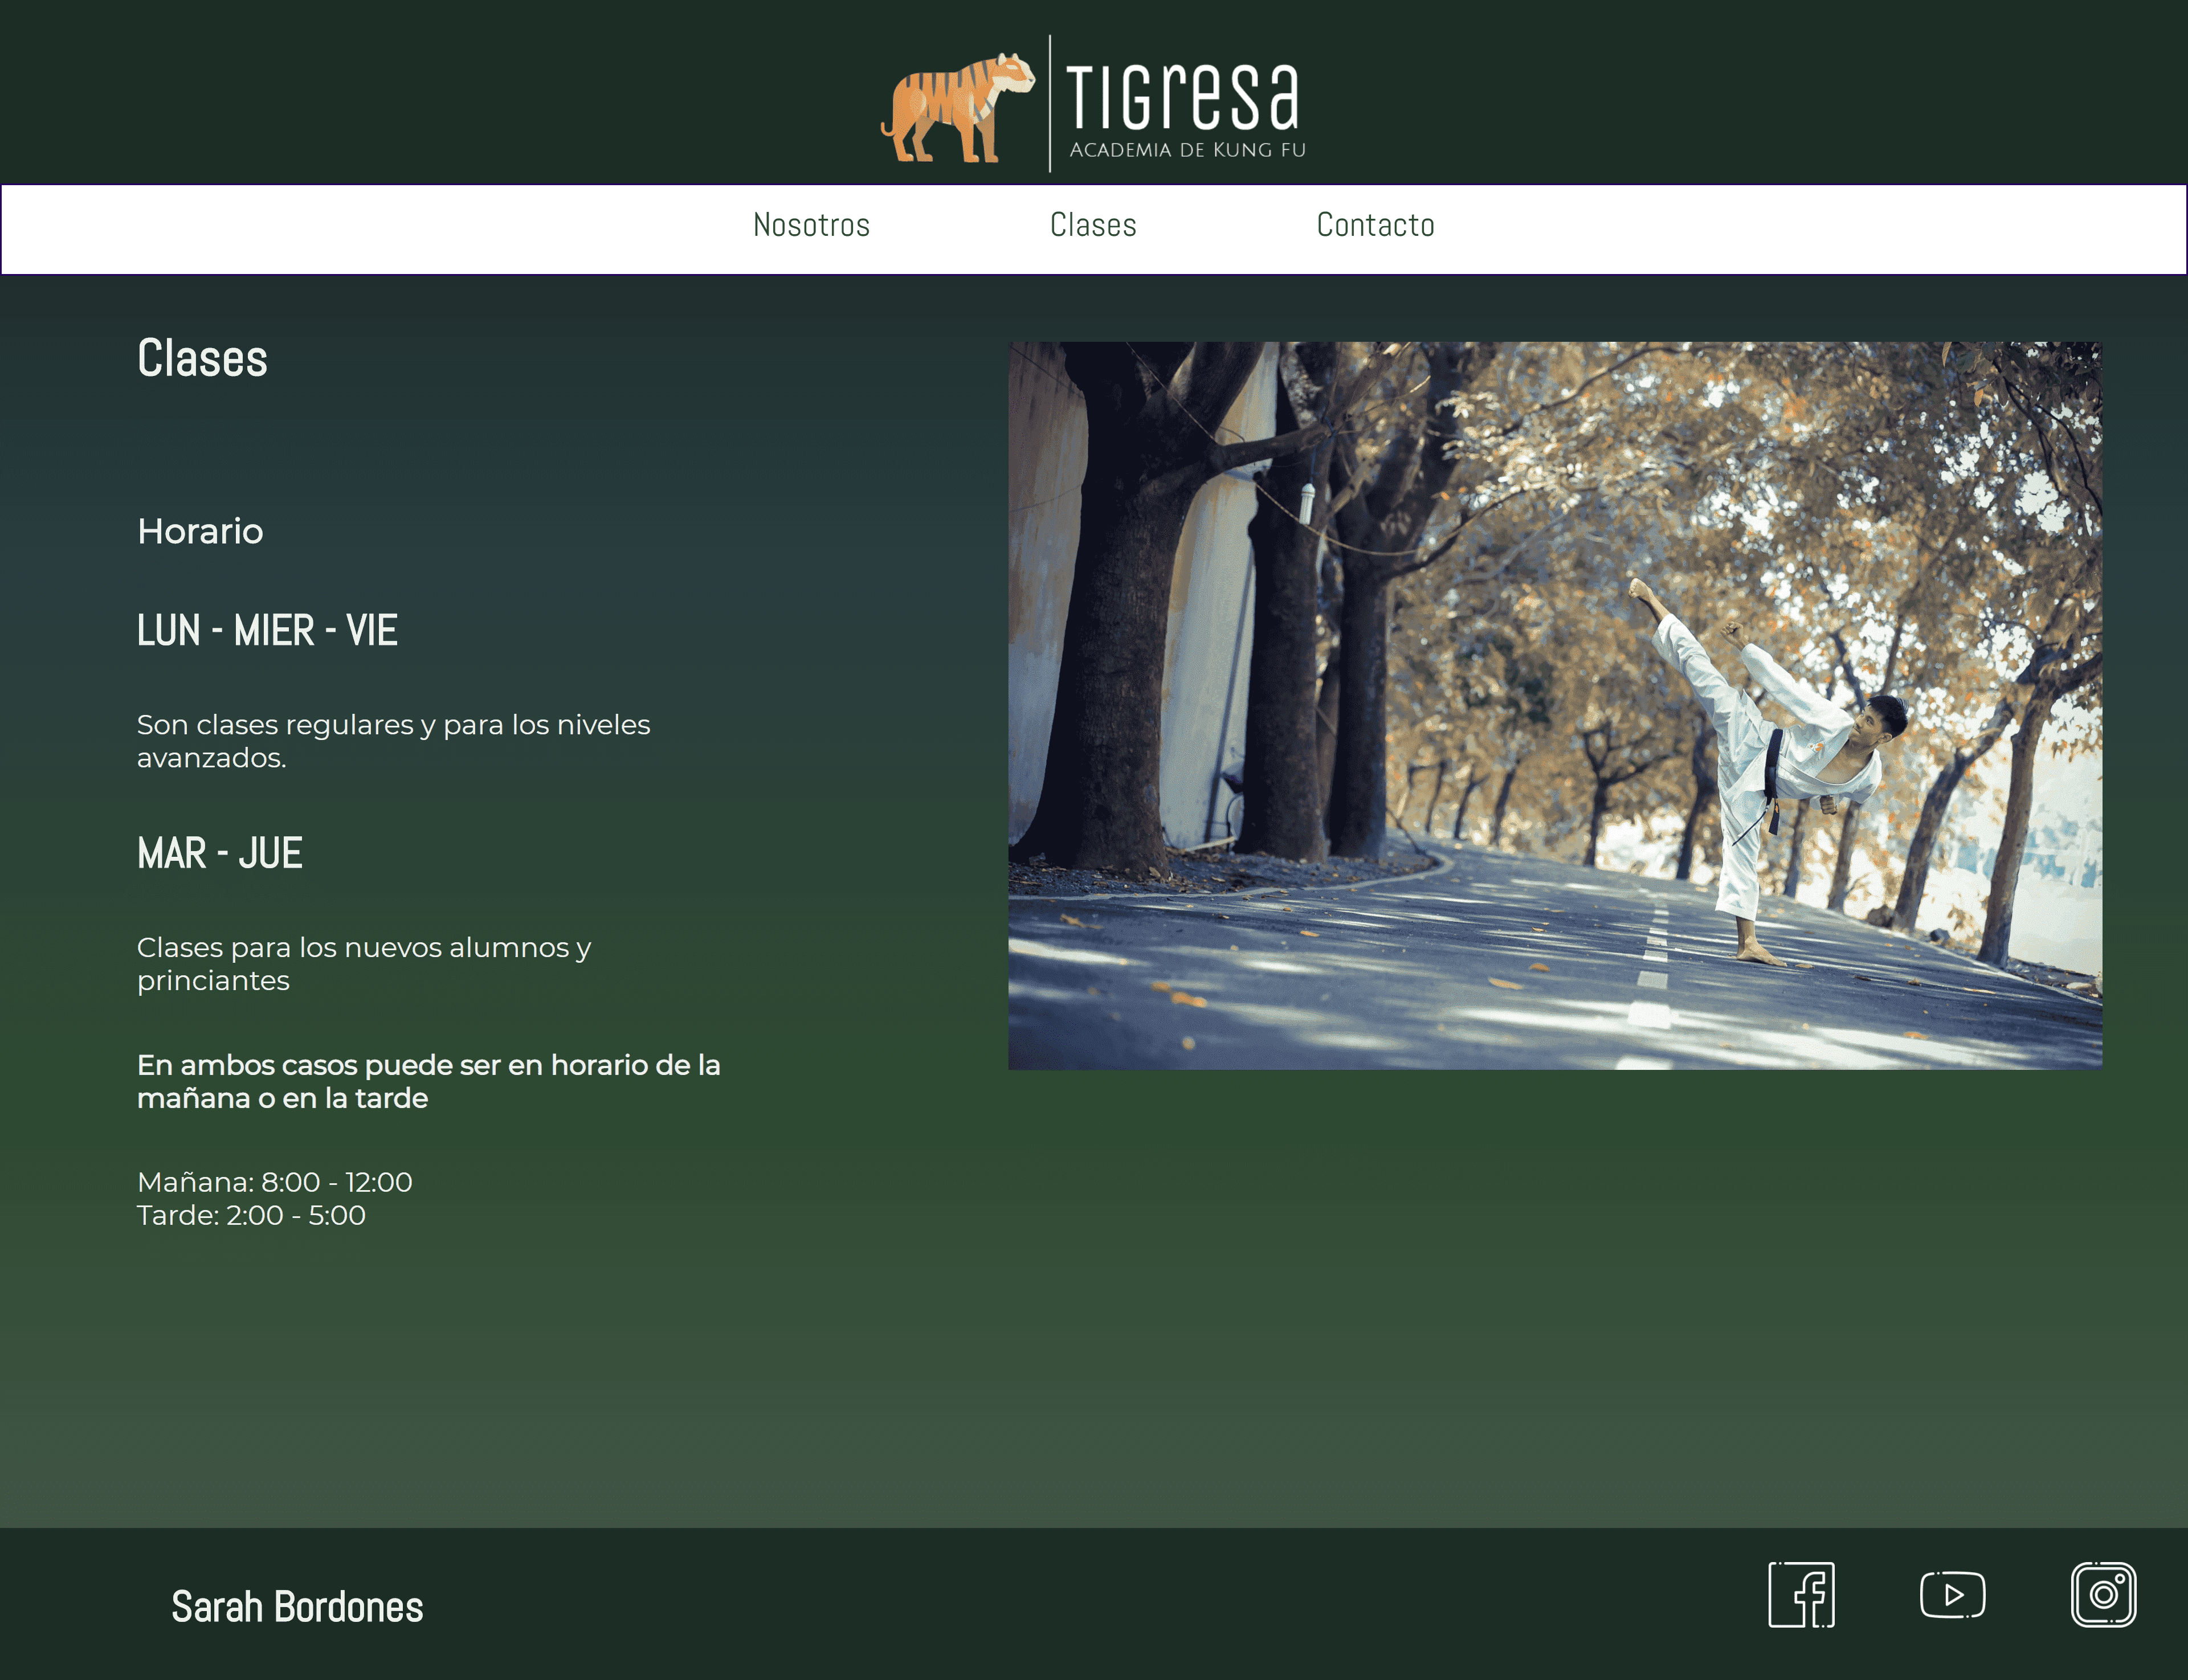 TIGresa
ACADEMIA DE KUNG FU
Nosotros
Clases
Contacto
Clases
Horario
LUN - MIER - VIE
Son clases regulares y para los niveles
avanzados.
MAR - JUE
Clases para los nuevos alumnos y
princiantes
En ambos casos puede ser en horario de la
mañana o en la tarde
Mañana: 8:00 - 12:00
Tarde: 2:00 - 5:00
Sarah Bordones